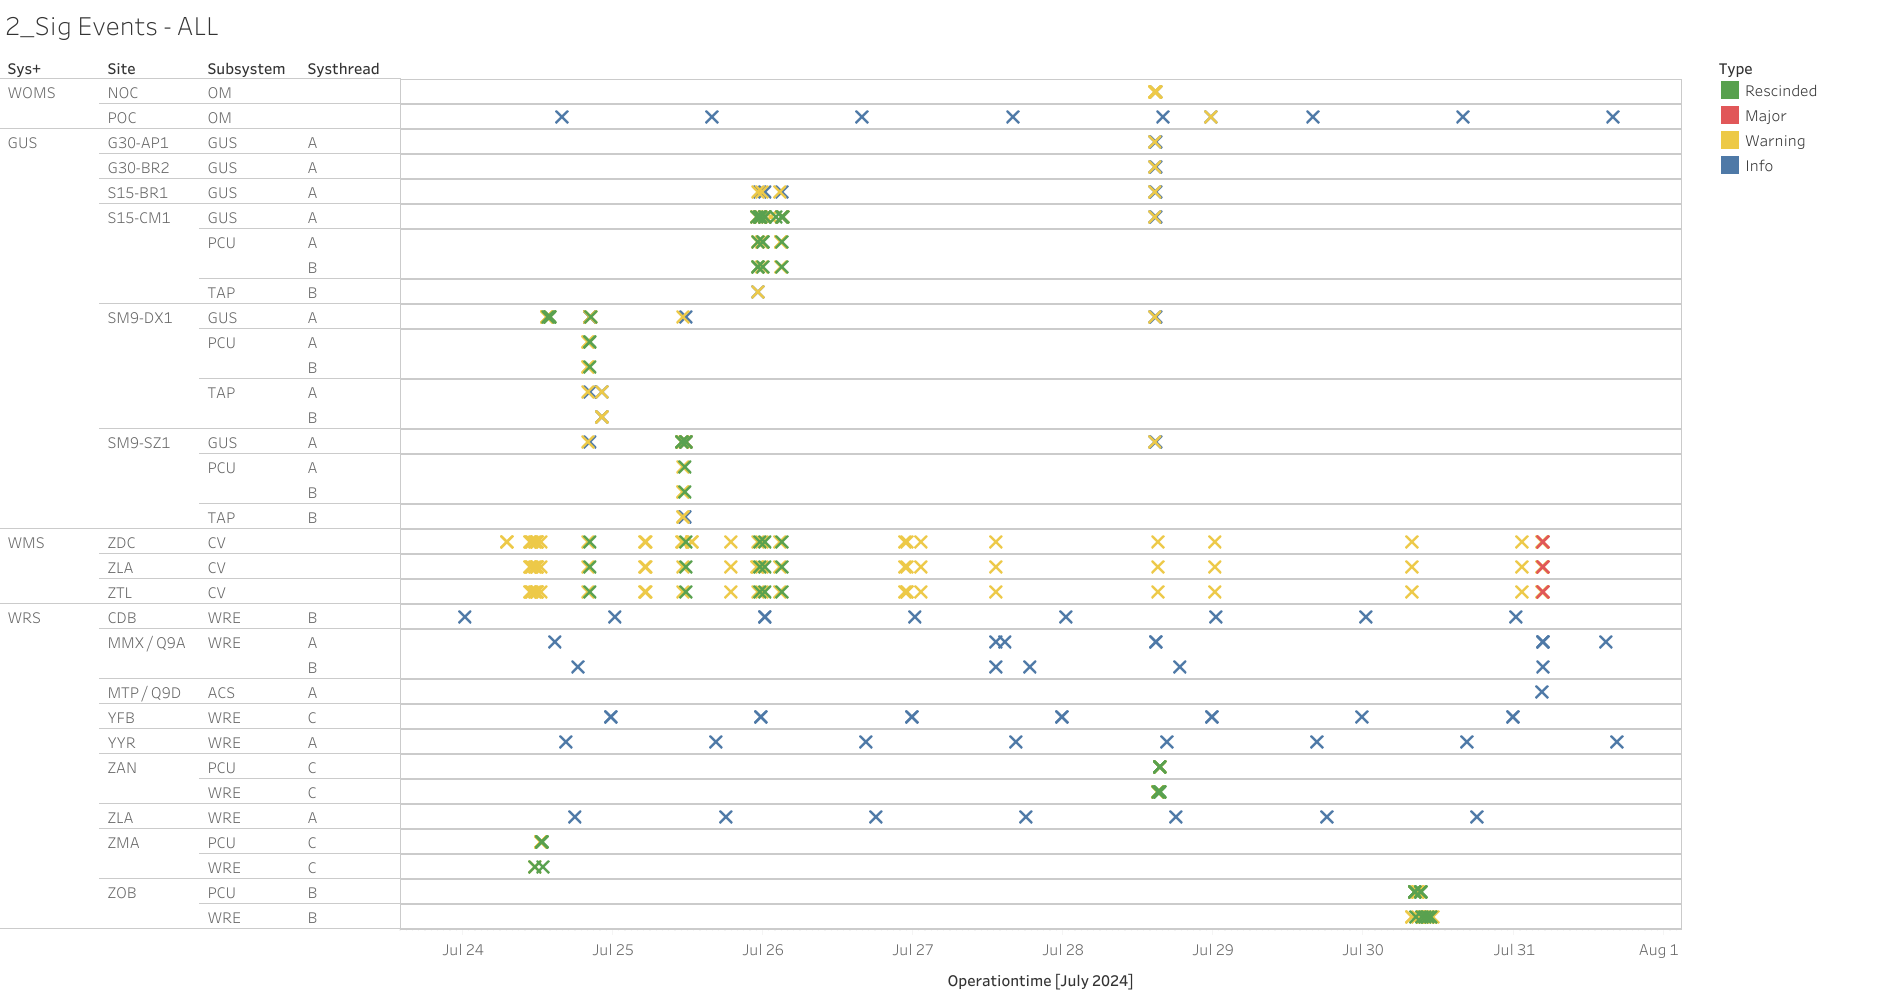 2_Sig Events - ALL
Sys+ Site Subsystem Systhread Type
WOMS NOC OM Rescinded
POC OM Major
GUS G30-AP1 GUS A Warning
G30-BR2 GUS A Info
S15-BR1 GUS A
S15-CM1 GUS A
PCU A
B
TAP B
SM9-DX1 GUS A
PCU A
B
TAP A
B
SM9-SZ1 GUS A
PCU A
B
TAP B
WMS ZDC CV
ZLA CV
ZTL CV
WRS CDB WRE B
MMX / Q9A WRE A
B
MTP / Q9D ACS A
YFB WRE C
YYR WRE A
ZAN PCU C
WRE C
ZLA WRE A
ZMA PCU C
WRE C
ZOB PCU B
WRE B
Jul 24 Jul 25 Jul 26 Jul 27 Jul 28 Jul 29 Jul 30 Jul 31 Aug 1
Operationtime [July 2024]